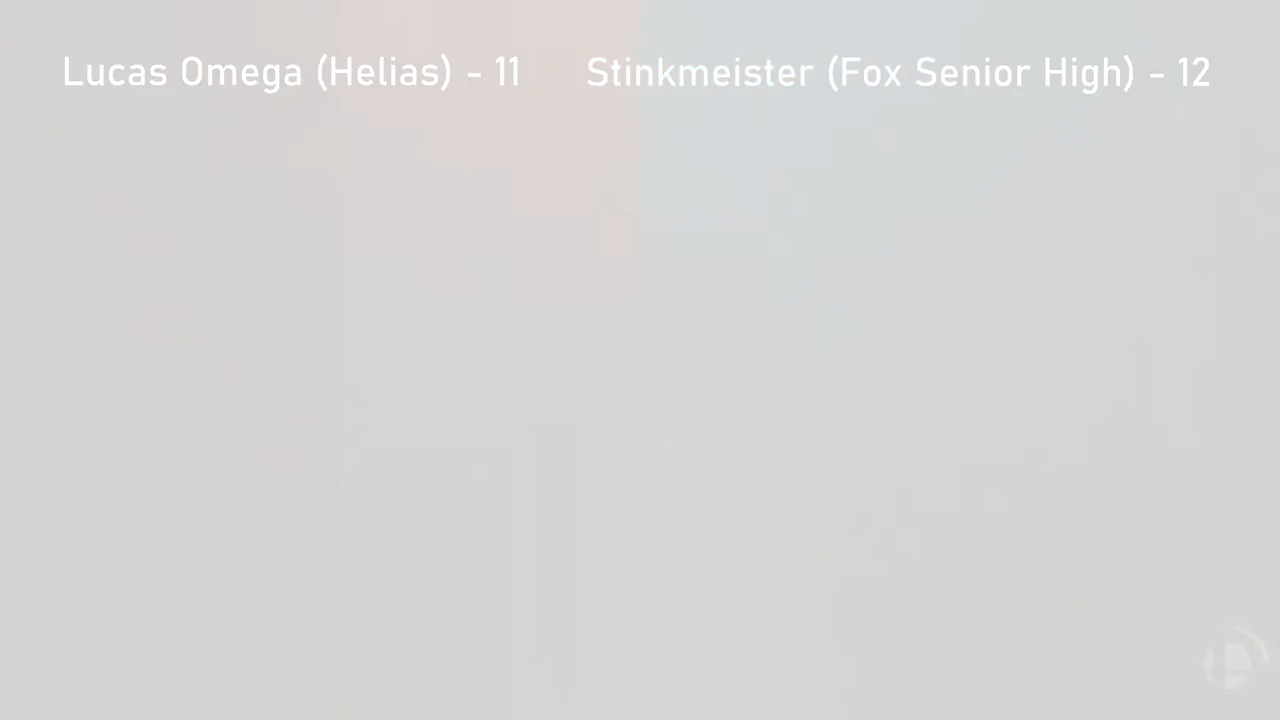 Lucas Omega (Helias) - 11 Stinkmeister (Fox Senior High) - 12